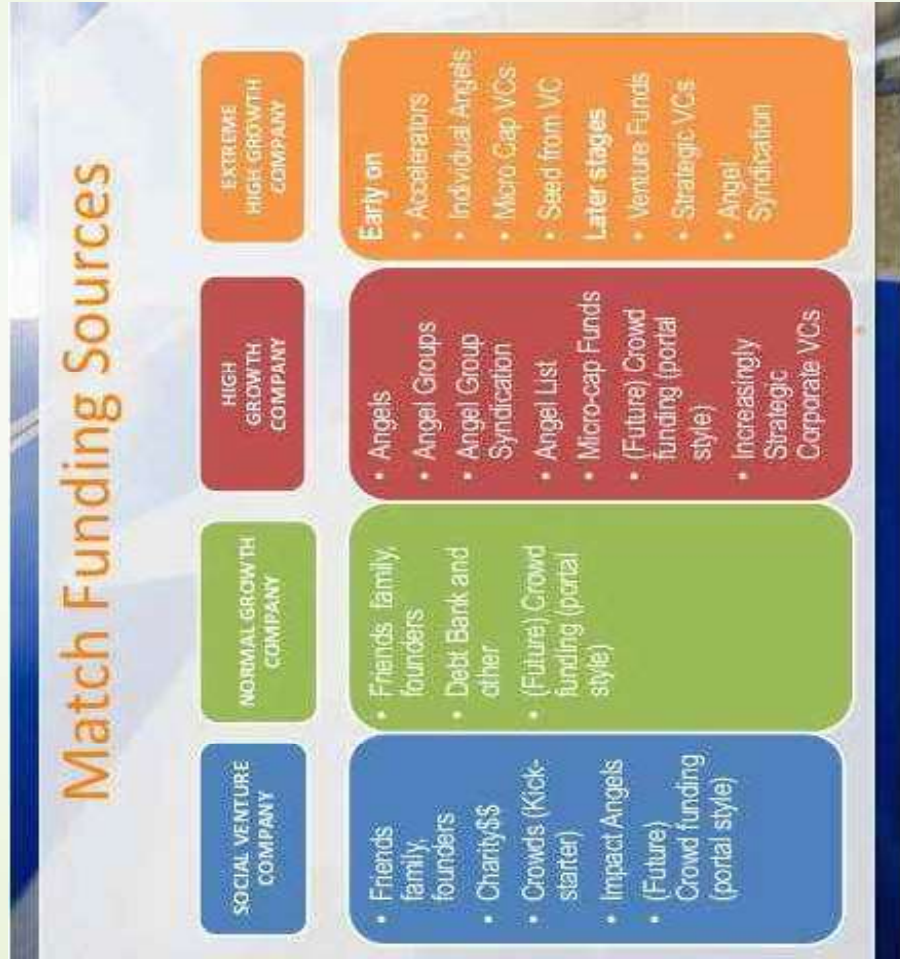 Match Funding Sources
SOCIAL VENTURE
COMPANY
• Friends
family,
founders
• Charity$$
• Crowds (Kick-
starter)
• Impact Angels
• (Future)
Crowd funding
(portal style)
NORMAL GROWTH
COMPANY
• Friends family,
founders
• Debt Bank and
other
• (Future) Crowd
funding (portal
style)
HIGH
GROWTH
COMPANY
• Angels
• Angel Groups
• Angel Group
Syndication
• Angel List
• Micro-cap Funds
• (Future) Crowd
funding (portal
style)
• Increasingly
Strategic
Corporate VCs
EXTREME
HIGH GROWTH
COMPANY
Early on
• Accelerators
• Individual Angels
• Micro Cap VCs
• Seed from VC
Later stages
• Venture Funds
• Strategic VCs
• Angel
Syndication